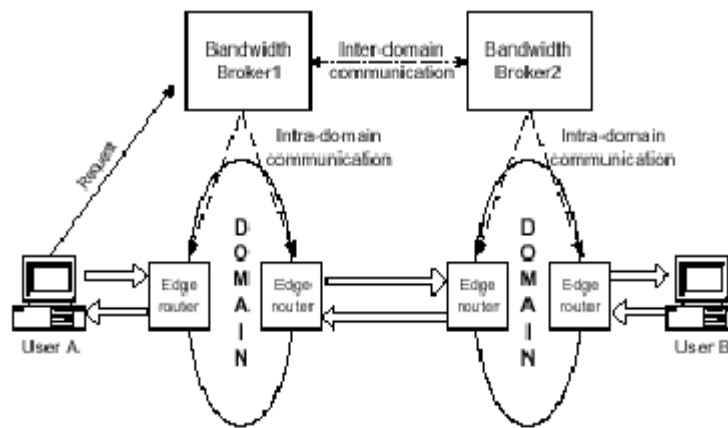 Bandwidth
Broker1
Inter-domain
communication
Bandwidth
Broker2
Request
Intra-domain
communication
Intra-domain
communication
D
O
M
A
I
N
D
O
M
A
I
N
Edge
router
Edge
router
Edge
router
Edge
router
User A
User B